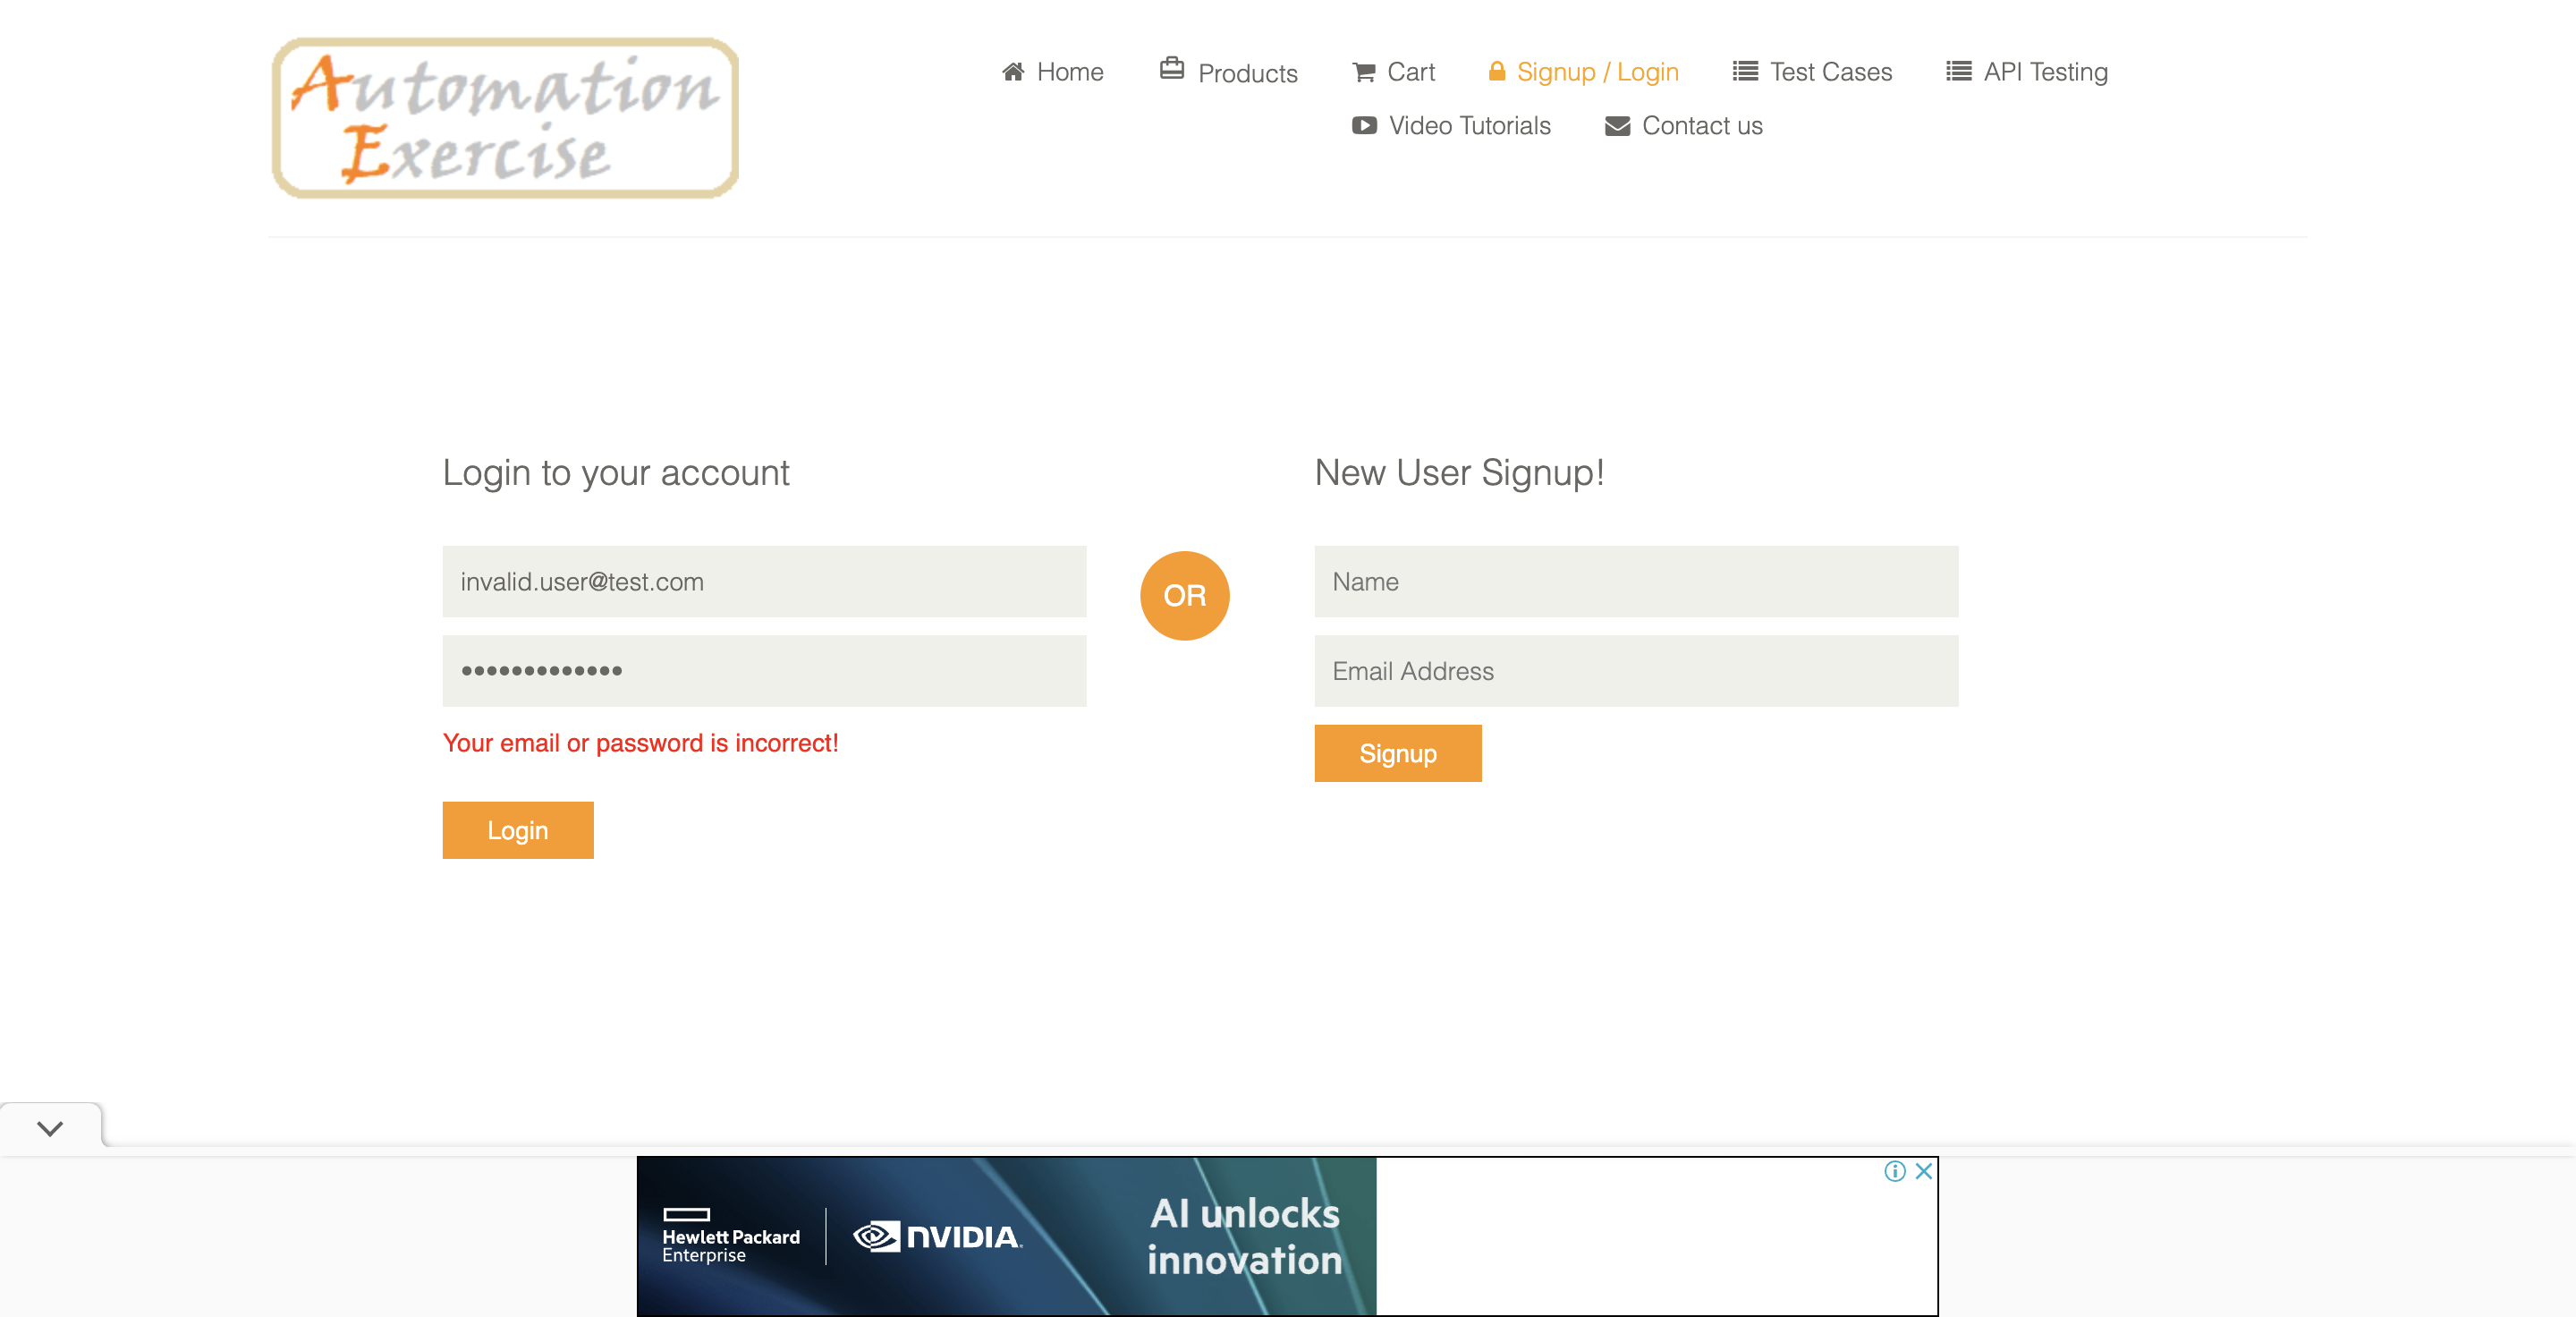 Automation
Exercise
Home
Products
Cart
Signup / Login
Test Cases
API Testing
Video Tutorials
Contact us
Login to your account
invalid.user@test.com
•••••••••••••
Your email or password is incorrect!
Login
OR
New User Signup!
Name
Email Address
Signup
Hewlett Packard
Enterprise
NVIDIA.
AI unlocks
innovation